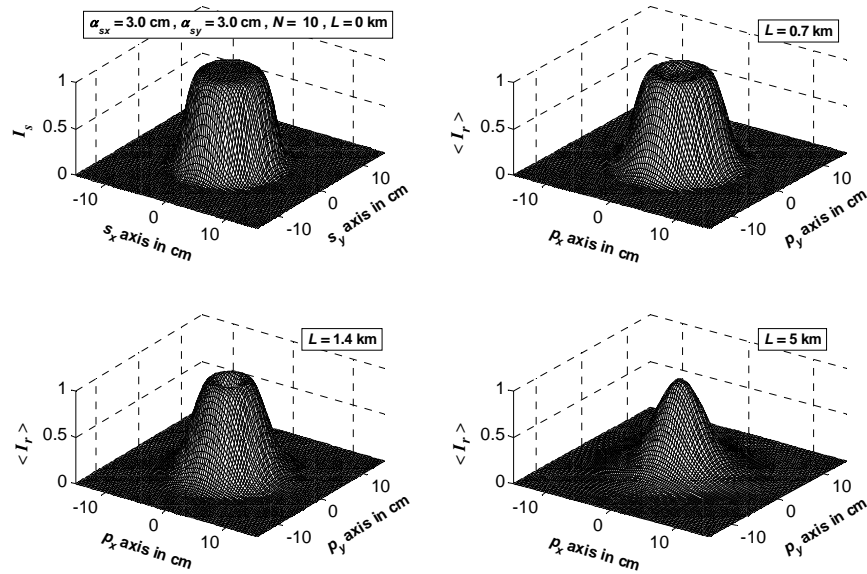 α_sx = 3.0 cm , α_sy = 3.0 cm , N = 10 , L = 0 km
I_s
1
0.5
0
-10
0
10
s_x axis in cm
-10
0
10
s_y axis in cm
L = 0.7 km
< I_r >
1
0.5
0
-10
0
10
p_x axis in cm
-10
0
10
p_y axis in cm
L = 1.4 km
< I_r >
1
0.5
0
-10
0
10
p_x axis in cm
-10
0
10
p_y axis in cm
L = 5 km
< I_r >
1
0.5
0
-10
0
10
p_x axis in cm
-10
0
10
p_y axis in cm